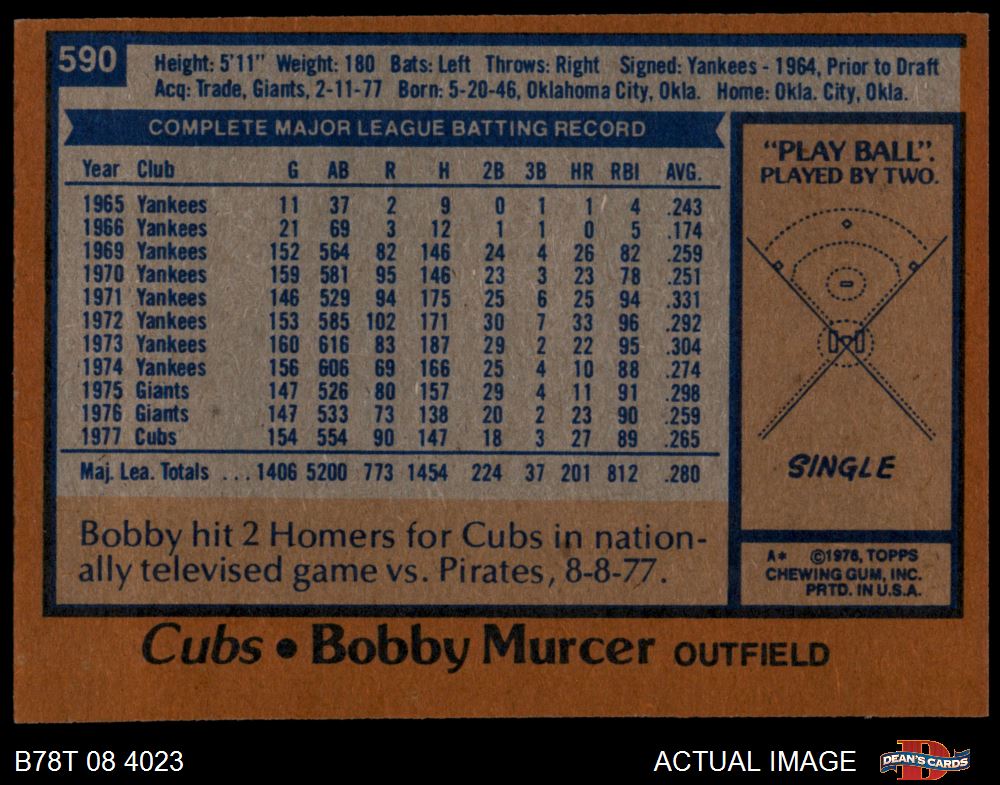 590
Height: 5'11" Weight: 180 Bats: Left Throws: Right Signed: Yankees - 1964, Prior to Draft
Acq: Trade, Giants, 2-11-77 Born: 5-20-46, Oklahoma City, Okla. Home: Okla. City, Okla.
COMPLETE MAJOR LEAGUE BATTING RECORD
Year Club G AB R H 2B 3B HR RBI AVG.
1965 Yankees 11 37 2 9 0 1 1 4 .243
1966 Yankees 21 69 3 12 1 1 0 5 .174
1969 Yankees 152 564 82 146 24 4 26 82 .259
1970 Yankees 159 581 95 146 23 3 23 78 .251
1971 Yankees 146 529 94 175 25 6 25 94 .331
1972 Yankees 153 585 102 171 30 7 33 96 .292
1973 Yankees 160 616 83 187 29 2 22 95 .304
1974 Yankees 156 606 69 166 25 4 10 88 .274
1975 Giants 147 526 80 157 29 4 11 91 .298
1976 Giants 147 533 73 138 20 2 23 90 .259
1977 Cubs 154 554 90 147 18 3 27 89 .265
Maj. Lea. Totals ... 1406 5200 773 1454 224 37 201 812 .280
Bobby hit 2 Homers for Cubs in nation-
ally televised game vs. Pirates, 8-8-77.
"PLAY BALL".
PLAYED BY TWO.
SINGLE
A* ©1978, TOPPS
CHEWING GUM, INC.
PRTD. IN U.S.A.
Cubs • Bobby Murcer OUTFIELD
B78T 08 4023
ACTUAL IMAGE
DEAN'S CARDS